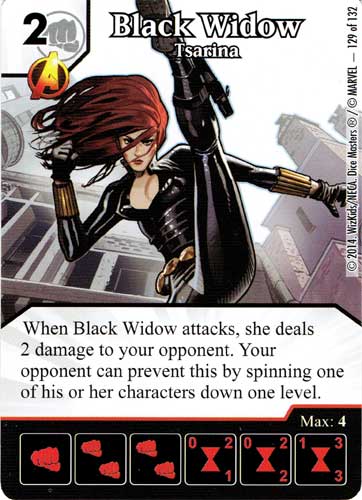 2
Black Widow
Tsarina
© 2014 WizKids/NECA. Dice Masters ® / © MARVEL — 129 of 132
When Black Widow attacks, she deals
2 damage to your opponent. Your
opponent can prevent this by spinning one
of his or her characters down one level.
Max: 4
0 2 1
0 2 2
1 3 3